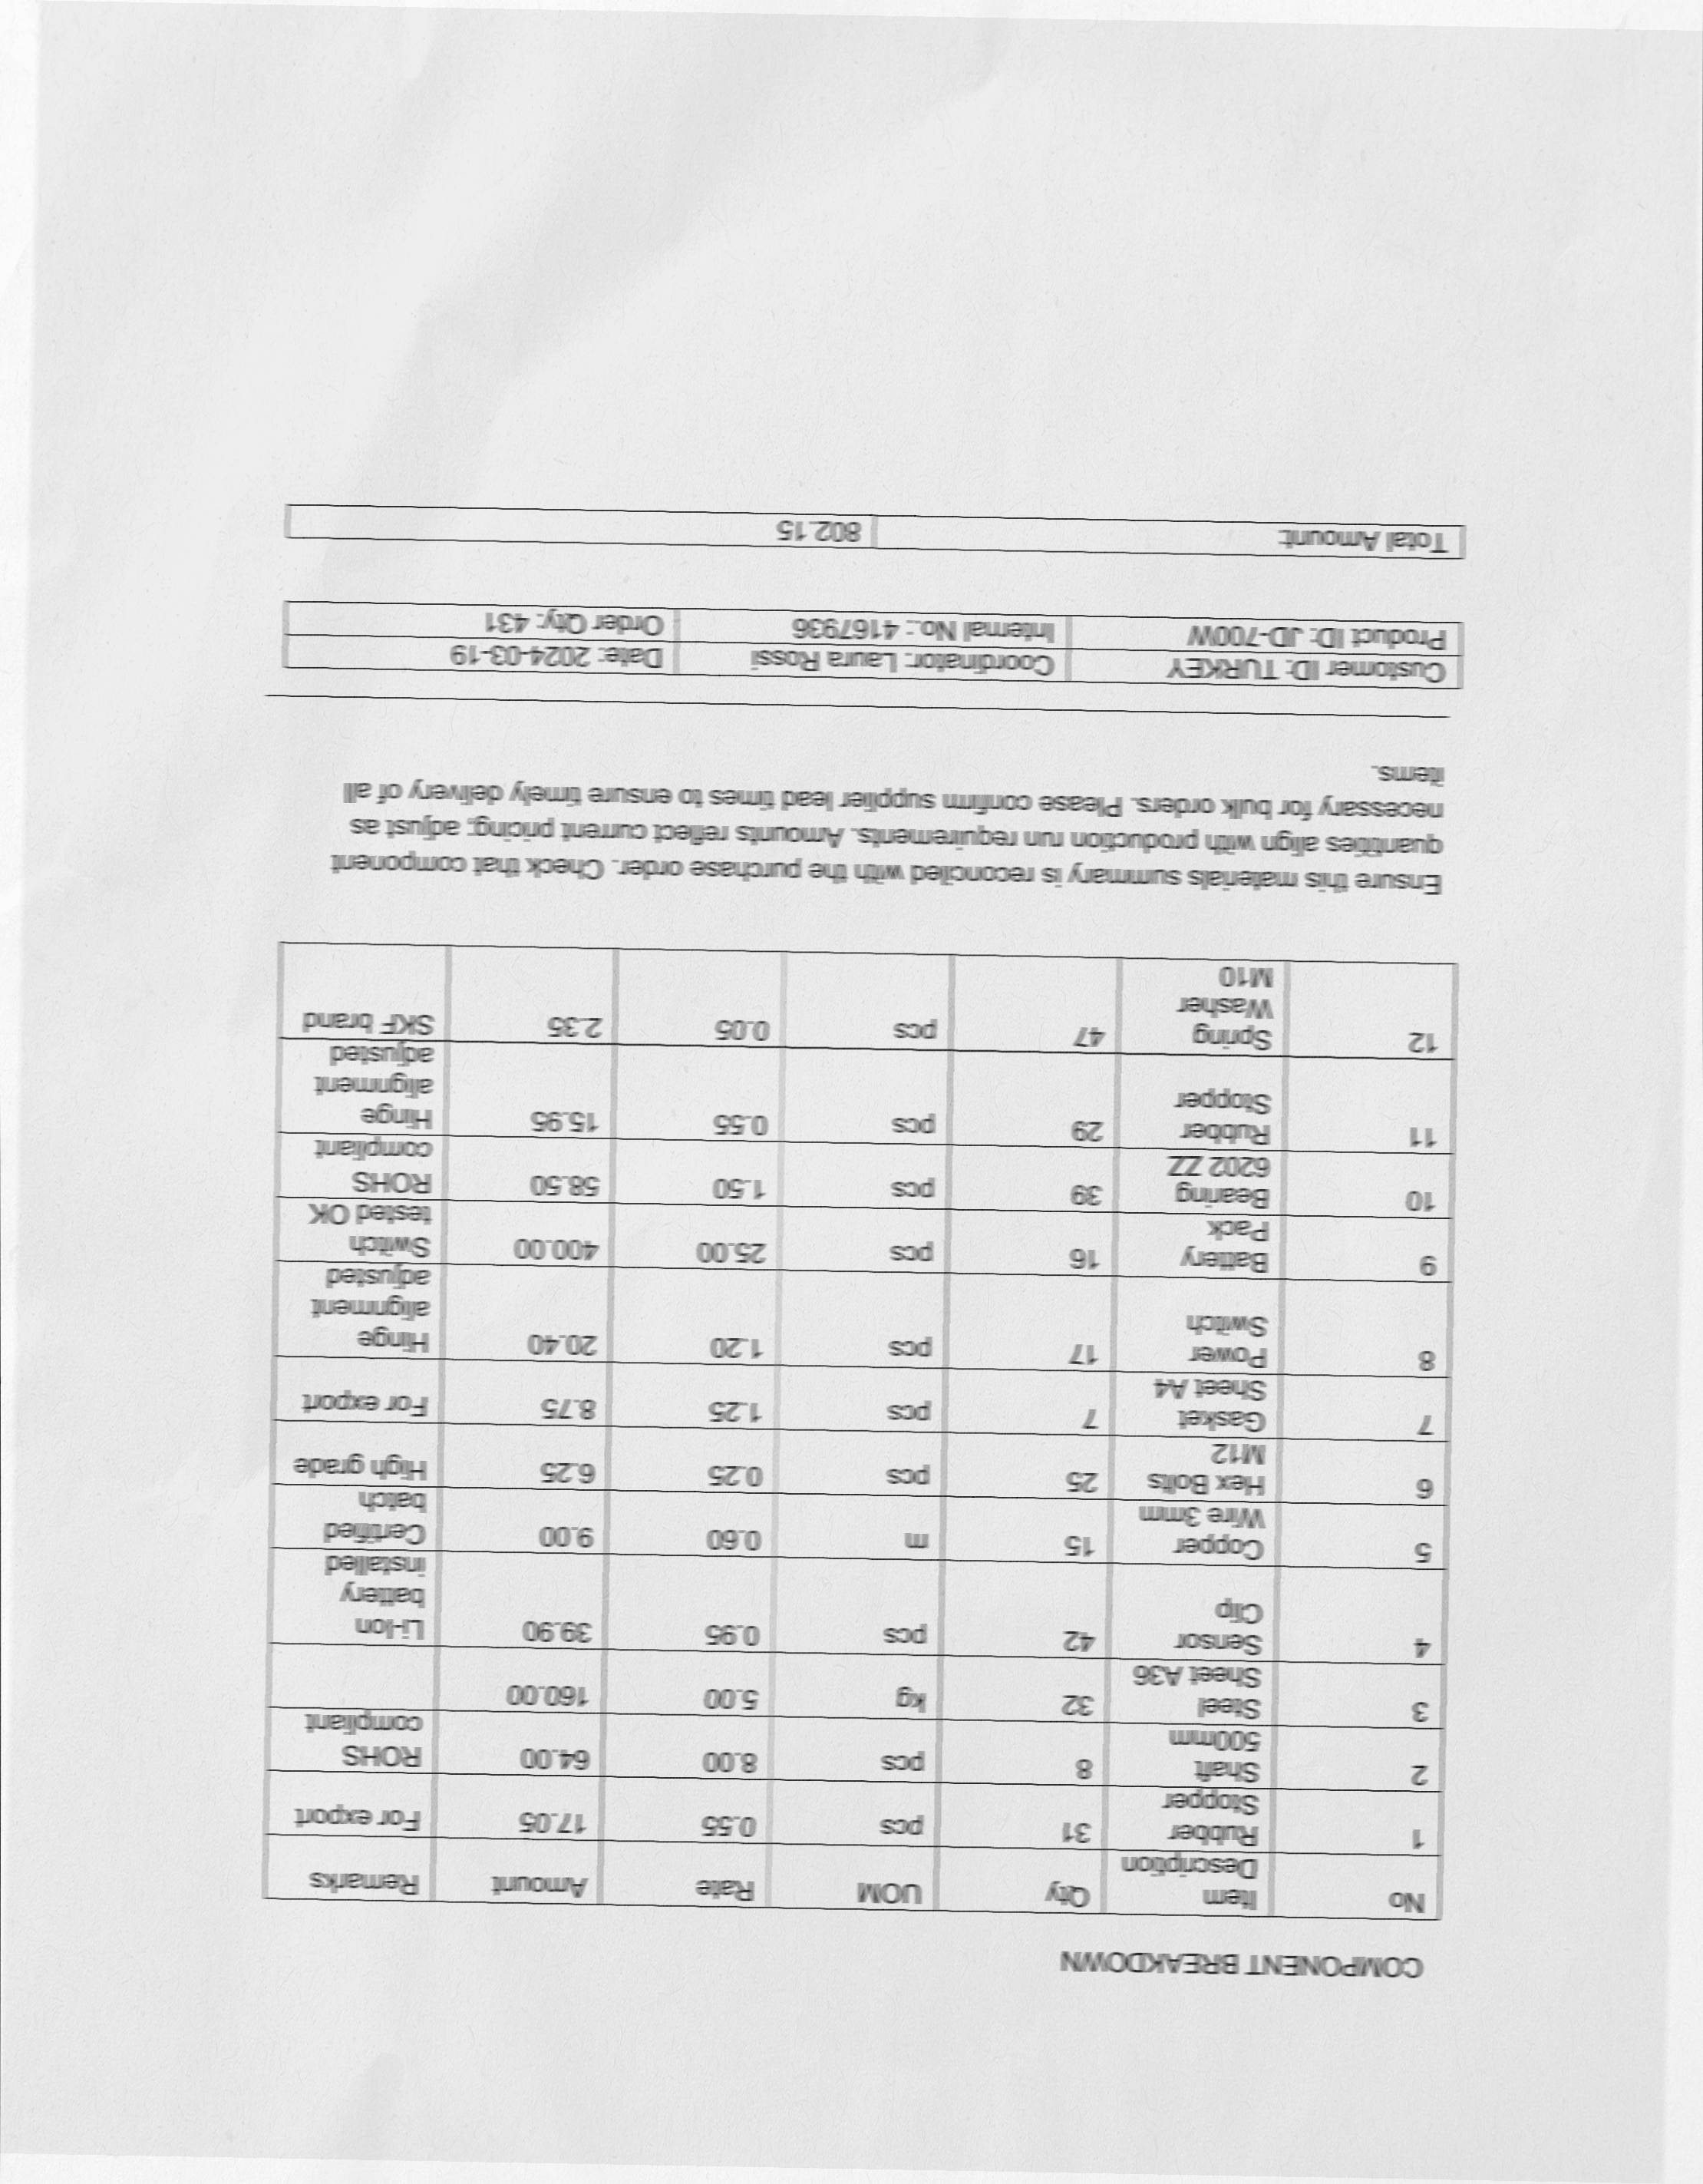 COMPONENT BREAKDOWN
No Item Description Qty UOM Rate Amount Remarks
1 Rubber Stopper 31 pcs 0.55 17.05 For export
2 Shaft 500mm 8 pcs 8.00 64.00 ROHS compliant
3 Steel Sheet A36 32 kg 5.00 160.00
4 Sensor Clip 42 pcs 0.95 39.90 Li-Ion battery installed
5 Copper Wire 3mm 15 m 0.60 9.00 Certified batch
6 Hex Bolts M12 25 pcs 0.25 6.25 High grade
7 Gasket Sheet A4 7 pcs 1.25 8.75 For export
8 Power Switch 17 pcs 1.20 20.40 Hinge alignment adjusted
9 Battery Pack 16 pcs 25.00 400.00 Switch tested OK
10 Bearing 6202 ZZ 39 pcs 1.50 58.50 ROHS compliant
11 Rubber Stopper 29 pcs 0.55 15.95 Hinge alignment adjusted
12 Spring Washer M10 47 pcs 0.05 2.35 SKF brand
Ensure this materials summary is reconciled with the purchase order. Check that component
quantities align with production run requirements. Amounts reflect current pricing; adjust as
necessary for bulk orders. Please confirm supplier lead times to ensure timely delivery of all
items.
Customer ID: TURKEY Coordinator: Laura Rossi Date: 2024-03-19
Product ID: JD-700W Internal No.: 4167936 Order Qty: 431
Total Amount: 802.15